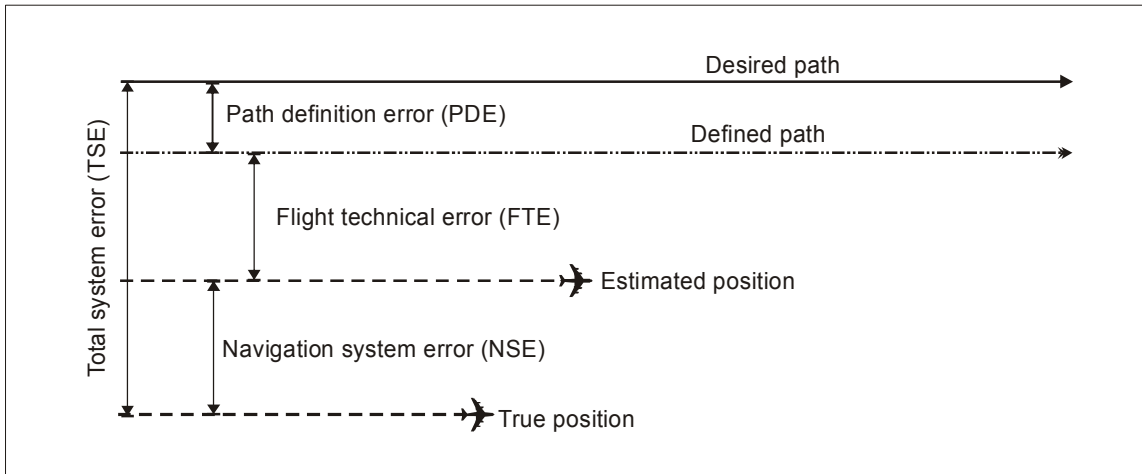 Desired path
Path definition error (PDE)
Defined path
Total system error (TSE)
Flight technical error (FTE)
Estimated position
Navigation system error (NSE)
True position